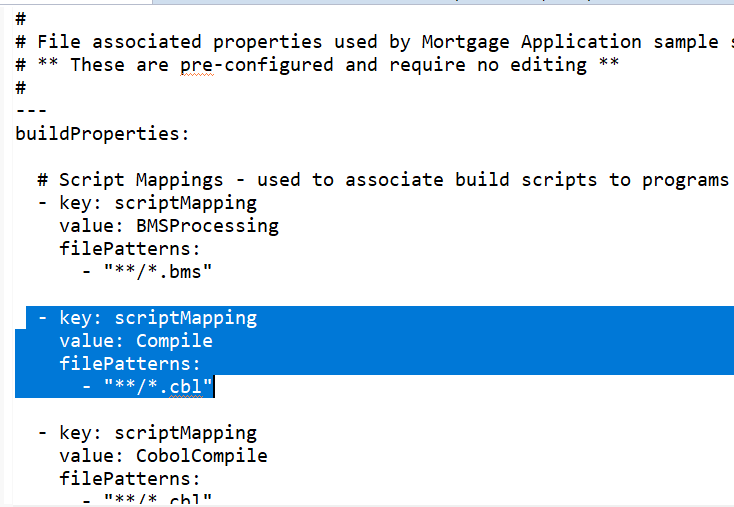 #
# File associated properties used by Mortgage Application sample
# ** These are pre-configured and require no editing **
#
---
buildProperties:
# Script Mappings - used to associate build scripts to programs
- key: scriptMapping
value: BMSProcessing
filePatterns:
- "**/*.bms"
- key: scriptMapping
value: Compile
filePatterns:
- "**/*.cbl"
- key: scriptMapping
value: CobolCompile
filePatterns:
- "**/*.cbl"